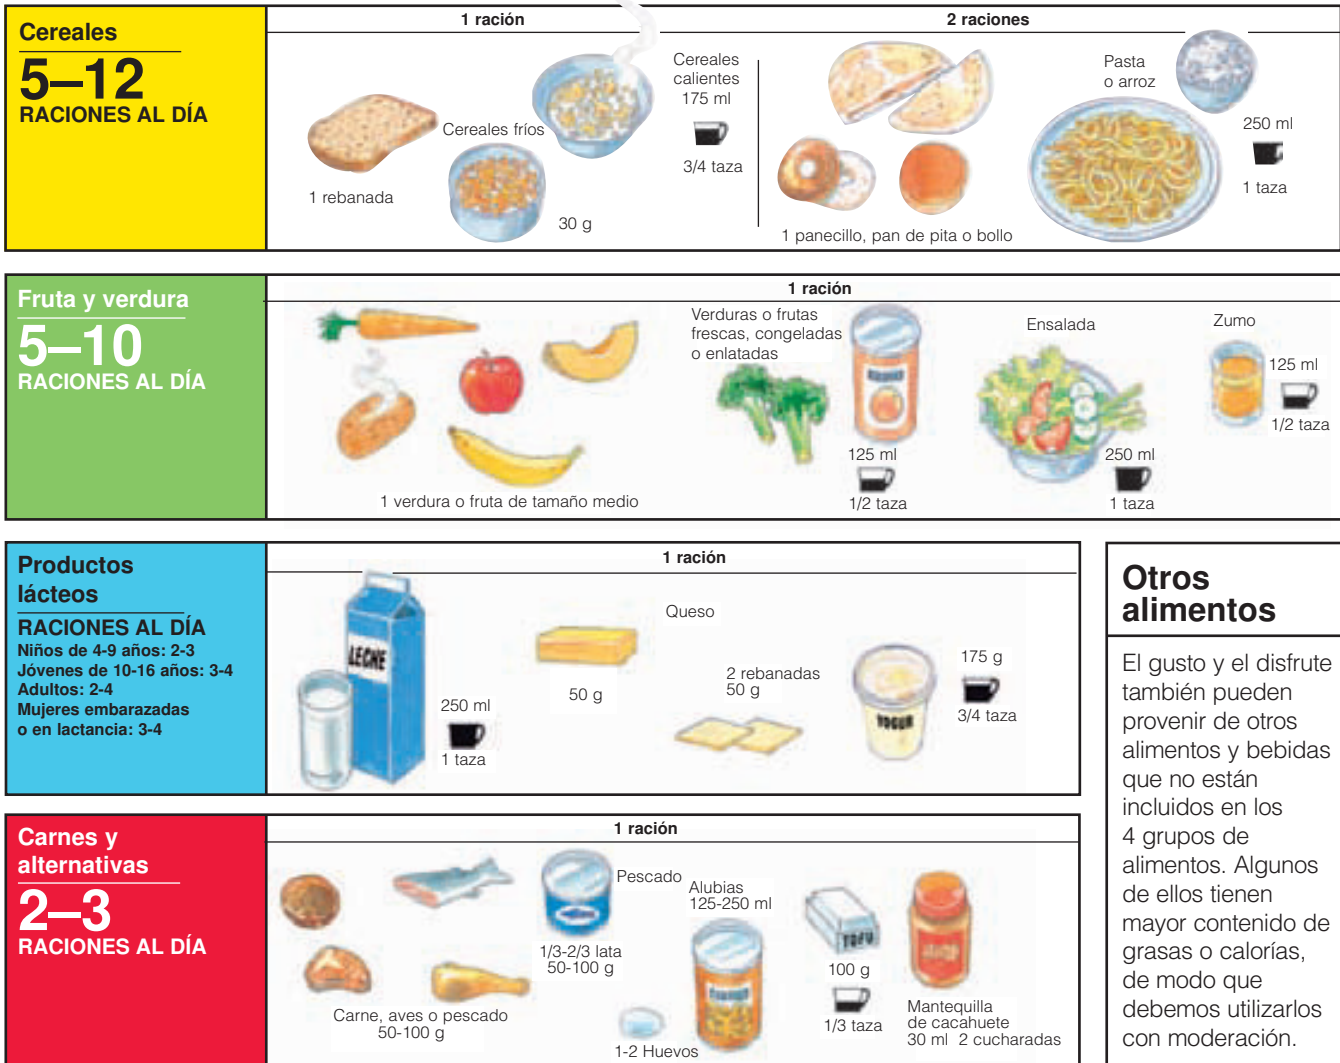 Cereales
5–12
RACIONES AL DÍA
1 ración
2 raciones
1 rebanada
Cereales fríos
30 g
Cereales
calientes
175 ml
3/4 taza
1 panecillo, pan de pita o bollo
Pasta
o arroz
250 ml
1 taza
Fruta y verdura
5–10
RACIONES AL DÍA
1 ración
1 verdura o fruta de tamaño medio
Verduras o frutas
frescas, congeladas
o enlatadas
125 ml
1/2 taza
Ensalada
250 ml
1 taza
Zumo
125 ml
1/2 taza
Productos
lácteos
RACIONES AL DÍA
Niños de 4-9 años: 2-3
Jóvenes de 10-16 años: 3-4
Adultos: 2-4
Mujeres embarazadas
o en lactancia: 3-4
1 ración
LECHE
250 ml
1 taza
Queso
50 g
2 rebanadas
50 g
YOGUR
175 g
3/4 taza
Carnes y
alternativas
2–3
RACIONES AL DÍA
1 ración
Carne, aves o pescado
50-100 g
Pescado
1/3-2/3 lata
50-100 g
1-2 Huevos
Alubias
125-250 ml
TOFU
100 g
1/3 taza
Mantequilla
de cacahuete
30 ml 2 cucharadas
Otros
alimentos
El gusto y el disfrute
también pueden
provenir de otros
alimentos y bebidas
que no están
incluidos en los
4 grupos de
alimentos. Algunos
de ellos tienen
mayor contenido de
grasas o calorías,
de modo que
debemos utilizarlos
con moderación.